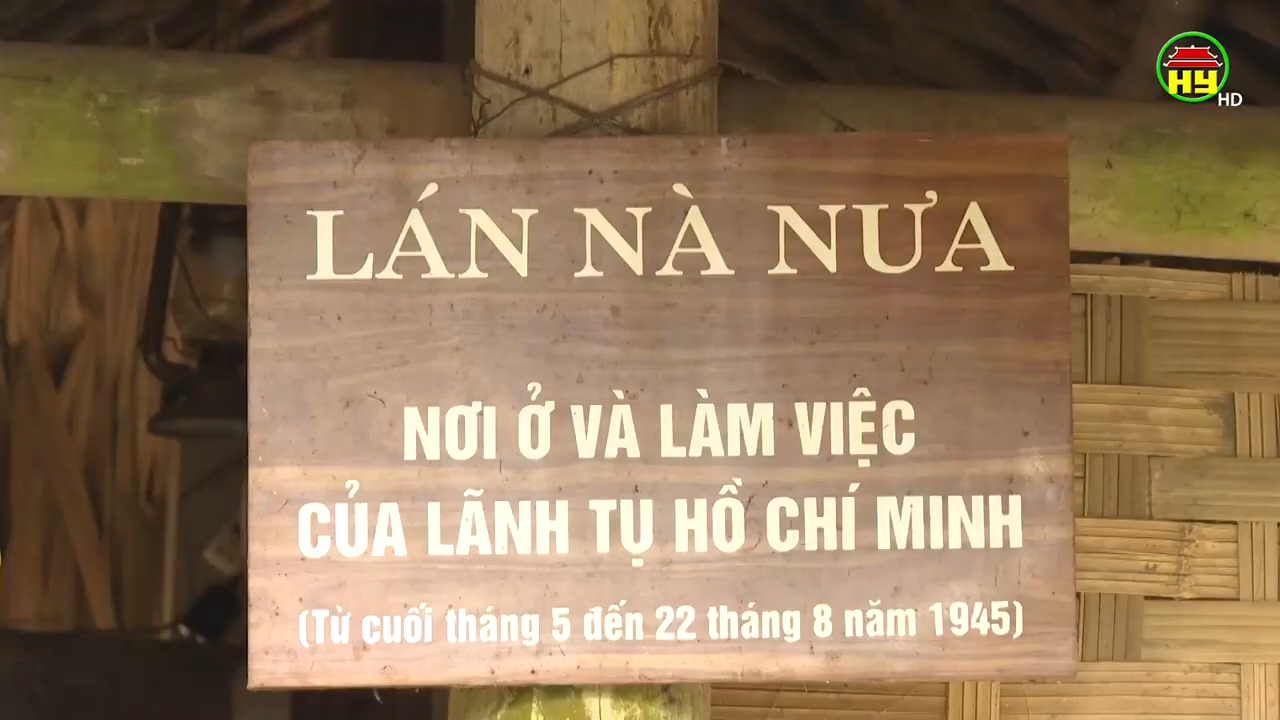 HY
HD
LÁN NÀ NƯA
NƠI Ở VÀ LÀM VIỆC
CỦA LÃNH TỤ HỒ CHÍ MINH
(Từ cuối tháng 5 đến 22 tháng 8 năm 1945)